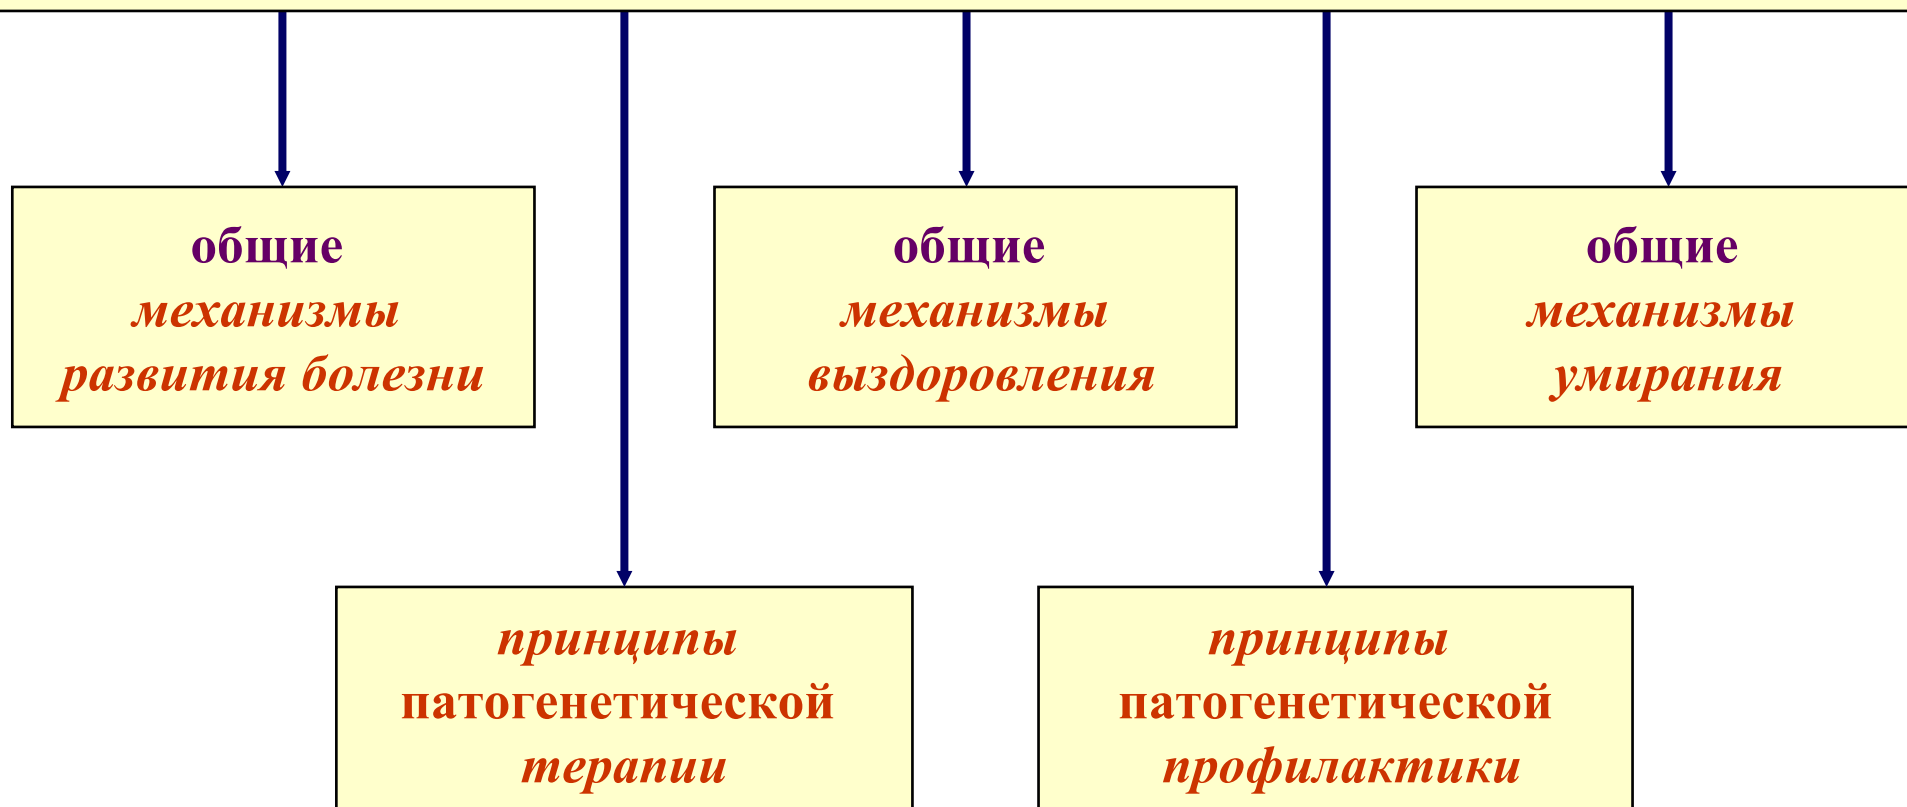 общие
механизмы
развития болезни
общие
механизмы
выздоровления
общие
механизмы
умирания
принципы
патогенетической
терапии
принципы
патогенетической
профилактики